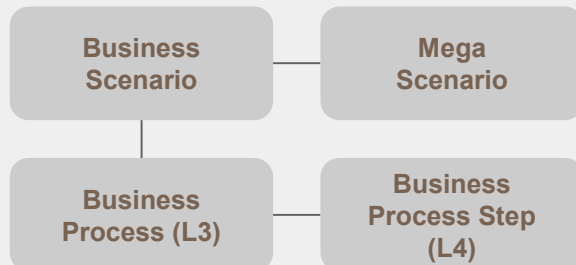 Business
Scenario
Mega
Scenario
Business
Process (L3)
Business
Process Step
(L4)